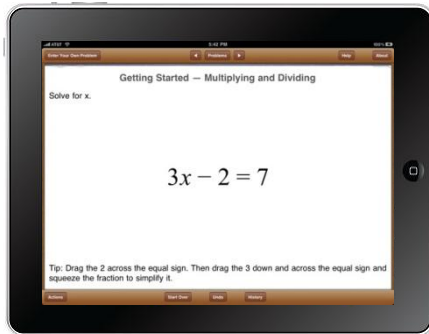 AT&T 5:42 PM 100%
Enter Your Own Problem ◄ Problems ► Help About
Getting Started — Multiplying and Dividing
Solve for x.
3x − 2 = 7
Tip: Drag the 2 across the equal sign. Then drag the 3 down and across the equal sign and
squeeze the fraction to simplify it.
Actions Start Over Undo History